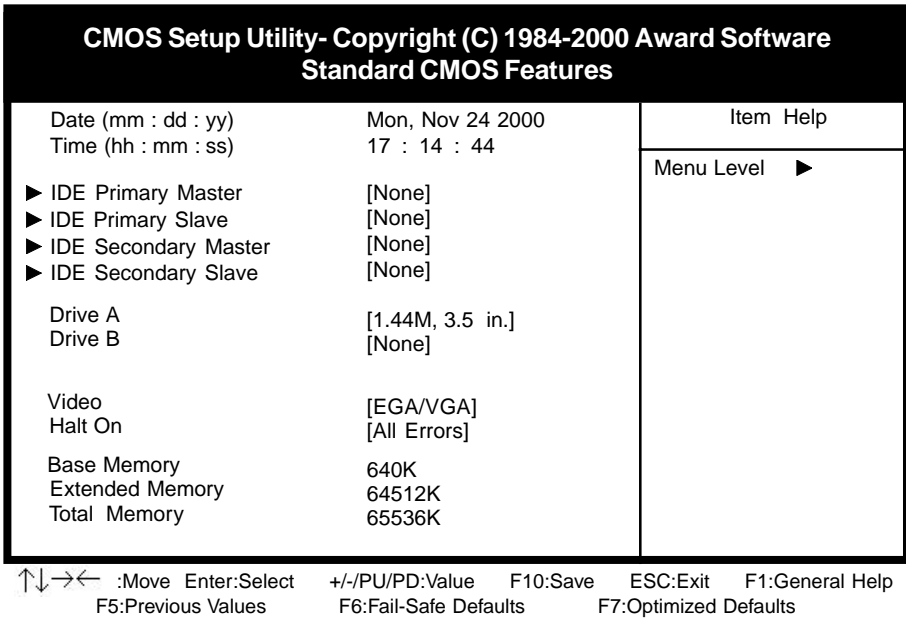 CMOS Setup Utility- Copyright (C) 1984-2000 Award Software
Standard CMOS Features
Date (mm : dd : yy) Mon, Nov 24 2000
Time (hh : mm : ss) 17 : 14 : 44
Item Help
Menu Level ▶
▶ IDE Primary Master [None]
▶ IDE Primary Slave [None]
▶ IDE Secondary Master [None]
▶ IDE Secondary Slave [None]
Drive A [1.44M, 3.5 in.]
Drive B [None]
Video [EGA/VGA]
Halt On [All Errors]
Base Memory 640K
Extended Memory 64512K
Total Memory 65536K
↑↓→← :Move Enter:Select +/-/PU/PD:Value F10:Save ESC:Exit F1:General Help
F5:Previous Values F6:Fail-Safe Defaults F7:Optimized Defaults